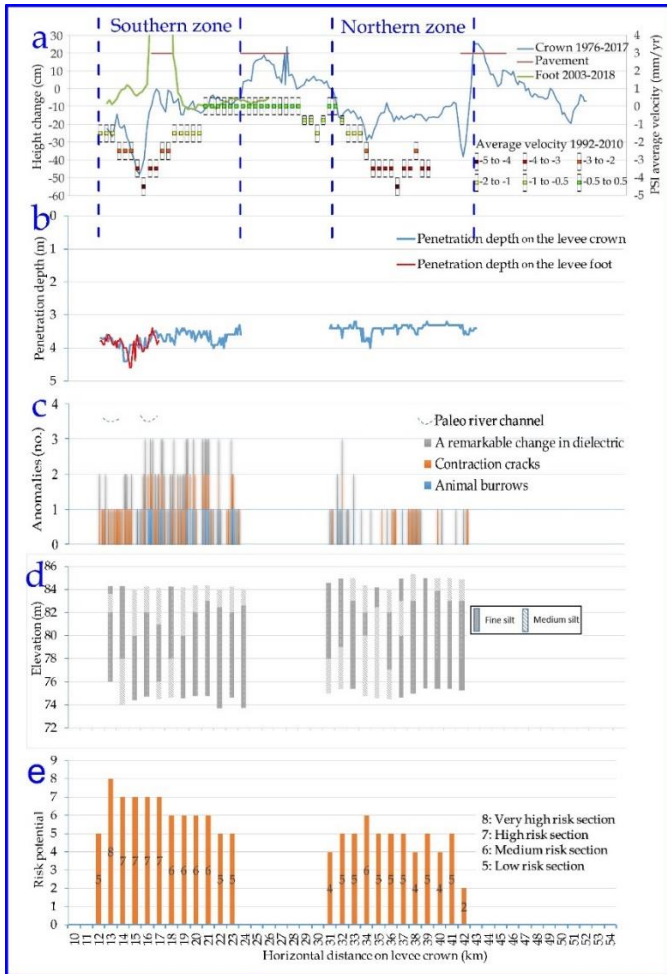 Southern zone
Northern zone
a
Height change (cm)
30
20
10
0
-10
-20
-30
-40
-50
-60
Crown 1976-2017
Pavement
Foot 2003-2018
Average velocity 1992-2010
-5 to -4
-4 to -3
-3 to -2
-2 to -1
-1 to -0.5
-0.5 to 0.5
4
3
2
1
0
-1
-2
-3
-4
-5
PSI average velocity (mm/yr)
b
Penetration depth (m)
0
1
2
3
4
5
Penetration depth on the levee crown
Penetration depth on the levee foot
c
Anomalies (no.)
4
3
2
1
0
Paleo river channel
A remarkable change in dielectric
Contraction cracks
Animal burrows
d
Elevation (m)
84
82
80
78
76
74
72
Fine silt
Medium silt
e
Risk potential
9
8
7
6
5
4
3
2
1
0
5 8 7 7 7 7 6 6 6 6 5 5 4 5 5 6 5 5 5 4 5 4 5 2
8: Very high risk section
7: High risk section
6: Medium risk section
5: Low risk section
10 11 12 13 14 15 16 17 18 19 20 21 22 23 24 25 26 27 28 29 30 31 32 33 34 35 36 37 38 39 40 41 42 43 44 45 46 47 48 49 50 51 52 53 54
Horizontal distance on levee crown (km)